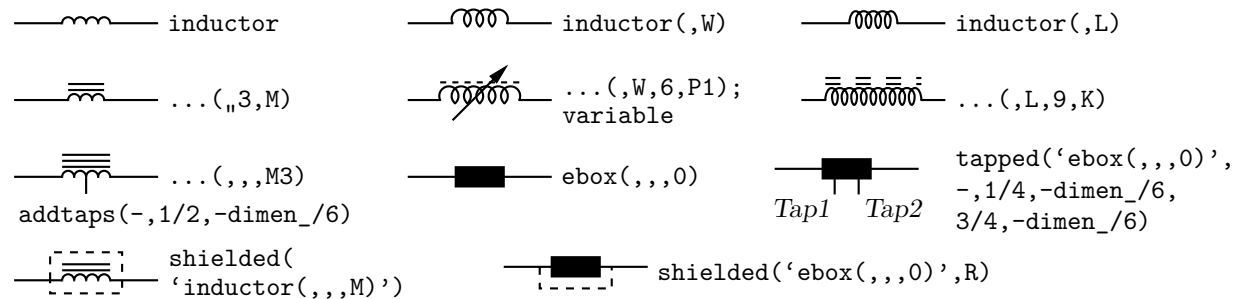 inductor
inductor(,W)
inductor(,L)
...(„3,M)
...(,W,6,P1);
variable
...(,L,9,K)
...(,,,M3)
addtaps(-,1/2,-dimen_/6)
ebox(,,,0)
Tap1 Tap2
tapped(‘ebox(,,,0)’,
-,1/4,-dimen_/6,
3/4,-dimen_/6)
shielded(
‘inductor(,,,M)’)
shielded(‘ebox(,,,0)’,R)